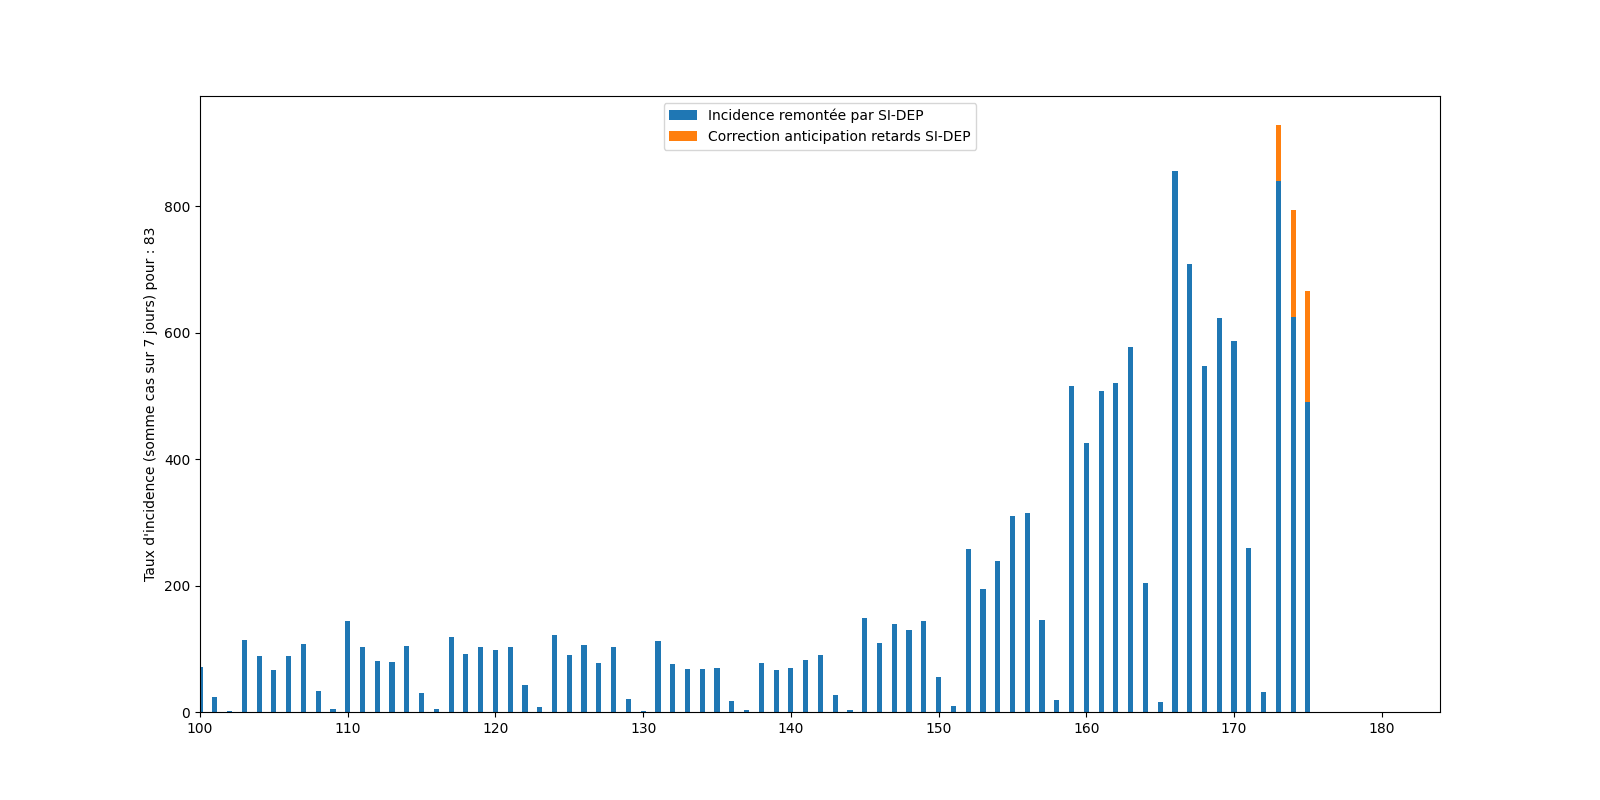 Incidence remontée par SI-DEP
Correction anticipation retards SI-DEP
Taux d'incidence (somme cas sur 7 jours) pour : 83
800
600
400
200
0
100 110 120 130 140 150 160 170 180